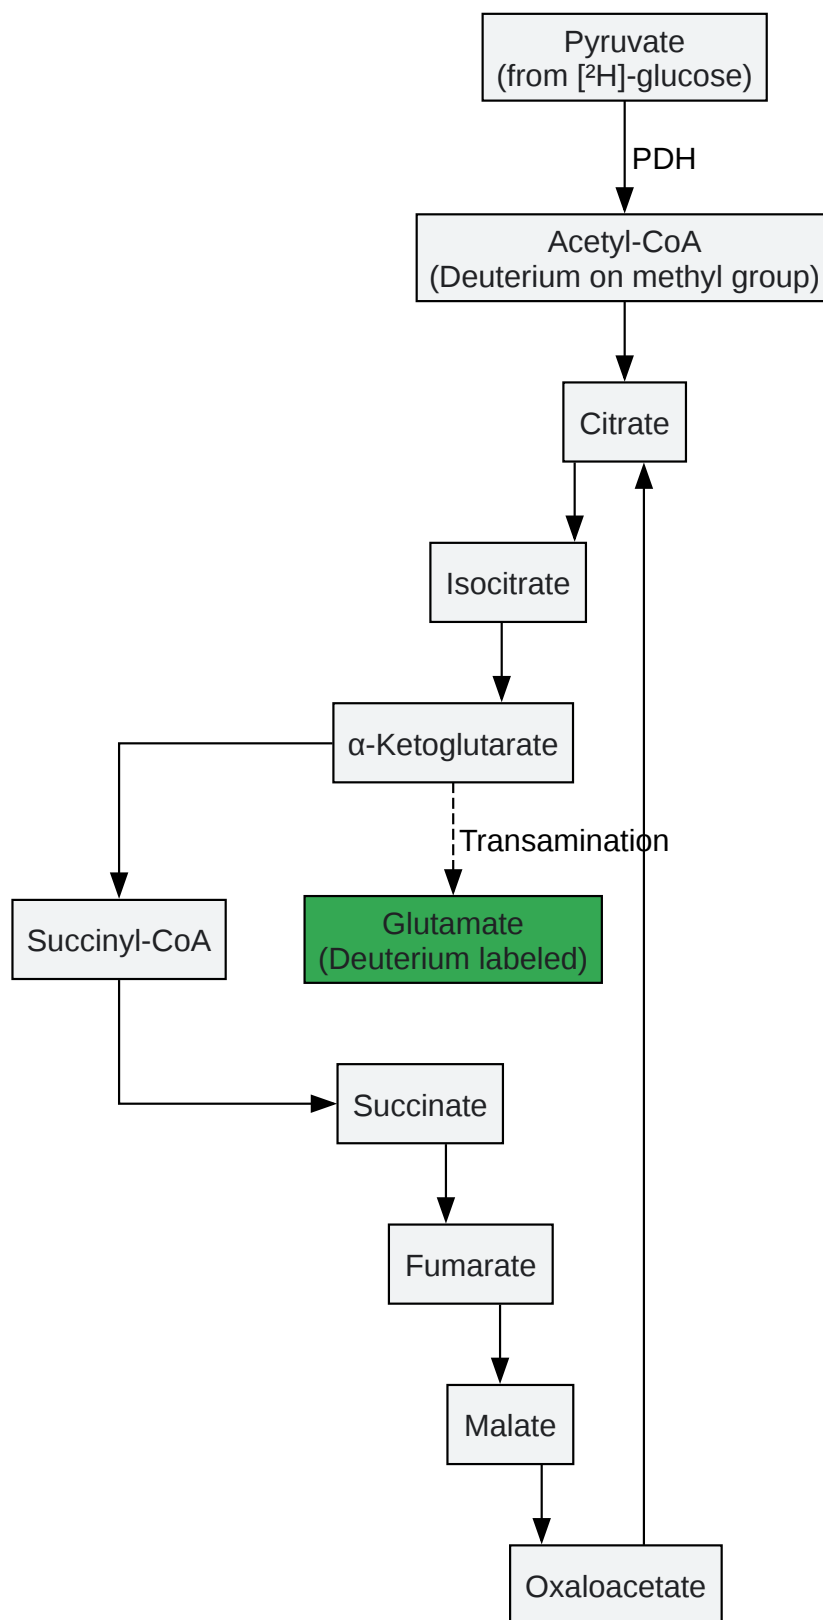 Pyruvate
(from [²H]-glucose)
PDH
Acetyl-CoA
(Deuterium on methyl group)
Citrate
Isocitrate
α-Ketoglutarate
Transamination
Succinyl-CoA
Glutamate
(Deuterium labeled)
Succinate
Fumarate
Malate
Oxaloacetate